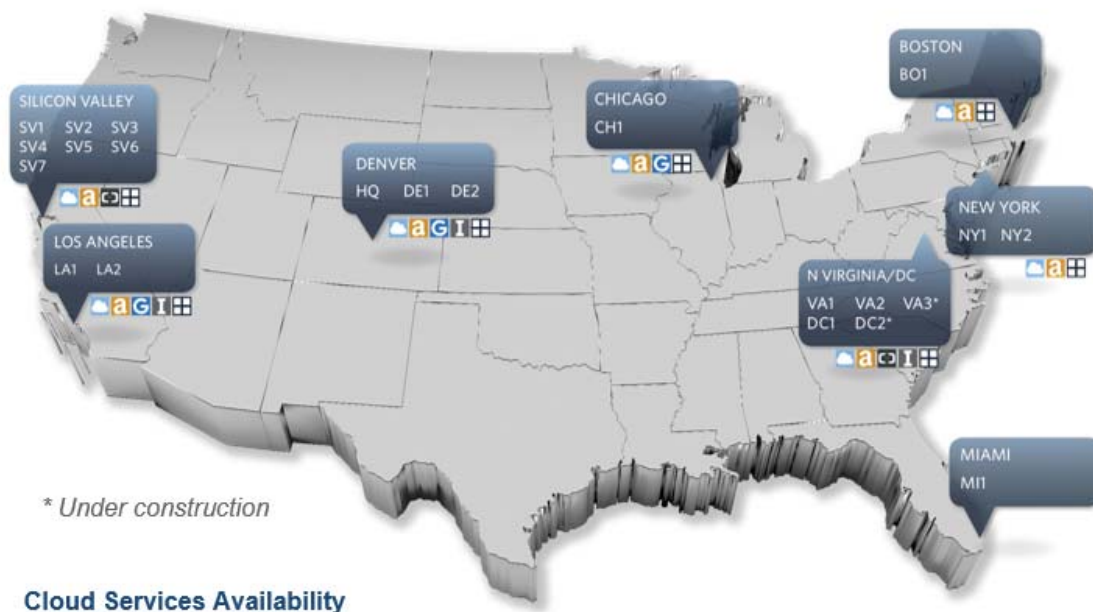 BOSTON
BO1
SILICON VALLEY
SV1 SV2 SV3
SV4 SV5 SV6
SV7
CHICAGO
CH1
a
a G
DENVER
HQ DE1 DE2
a
a G I
NEW YORK
NY1 NY2
a
LOS ANGELES
LA1 LA2
a G I
N VIRGINIA/DC
VA1 VA2 VA3*
DC1 DC2*
a I
MIAMI
MI1
* Under construction
Cloud Services Availability